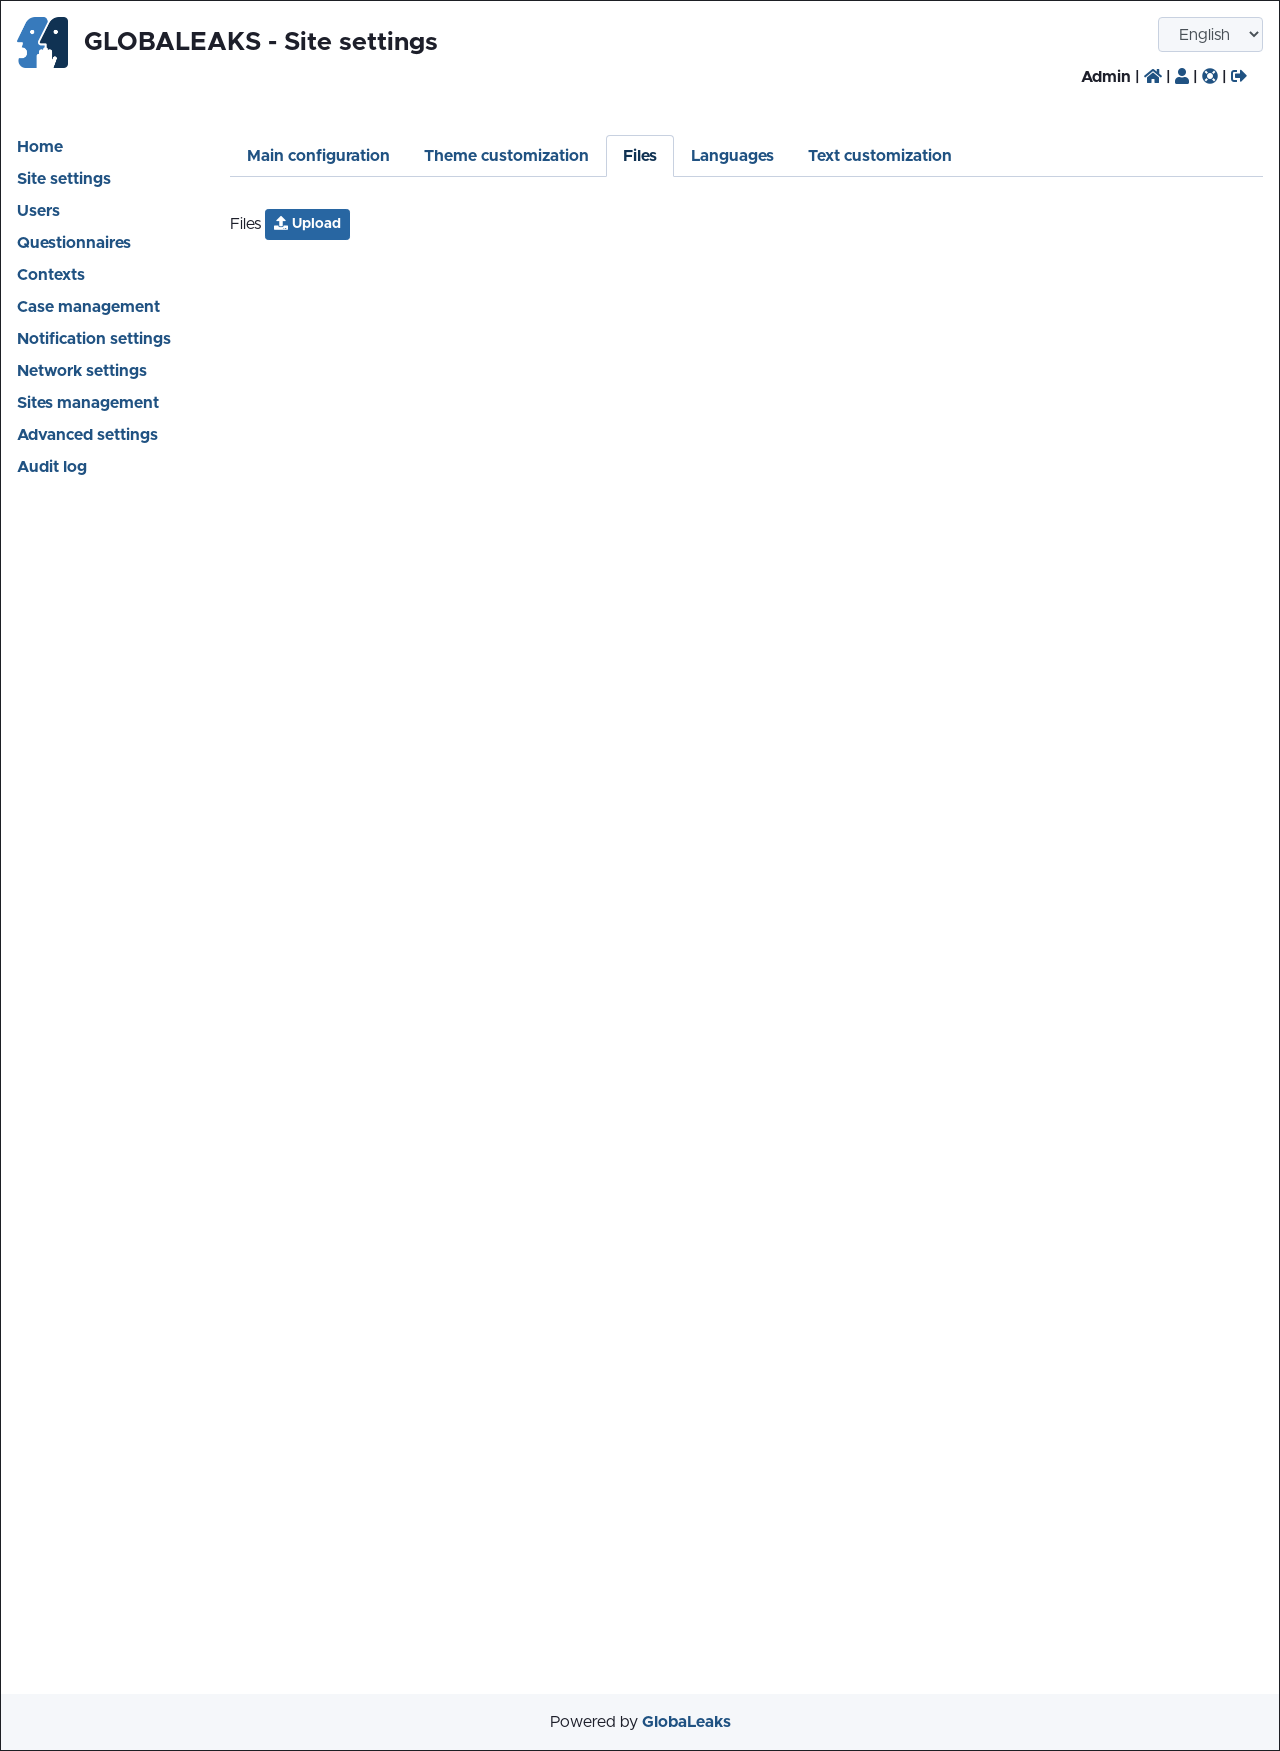 GLOBALEAKS - Site settings
English
Admin | | | |
Home
Site settings
Users
Questionnaires
Contexts
Case management
Notification settings
Network settings
Sites management
Advanced settings
Audit log
Main configuration Theme customization Files Languages Text customization
Files Upload
Powered by GlobaLeaks